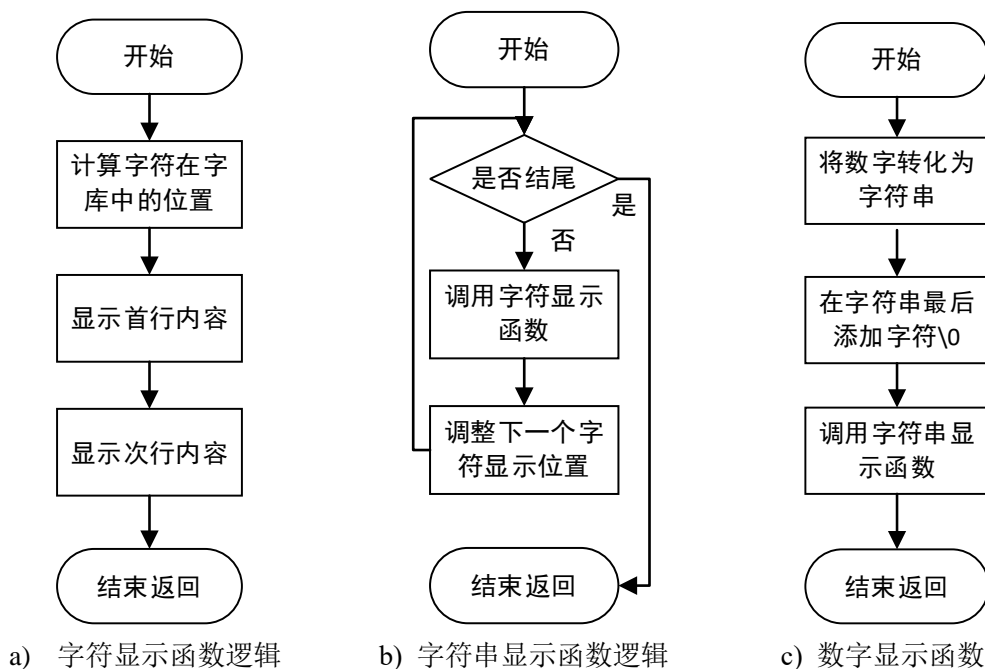 开始
计算字符在字
库中的位置
显示首行内容
显示次行内容
结束返回
a) 字符显示函数逻辑
开始
是否结尾
是
否
调用字符显示
函数
调整下一个字
符显示位置
结束返回
b) 字符串显示函数逻辑
开始
将数字转化为
字符串
在字符串最后
添加字符\0
调用字符串显
示函数
结束返回
c) 数字显示函数